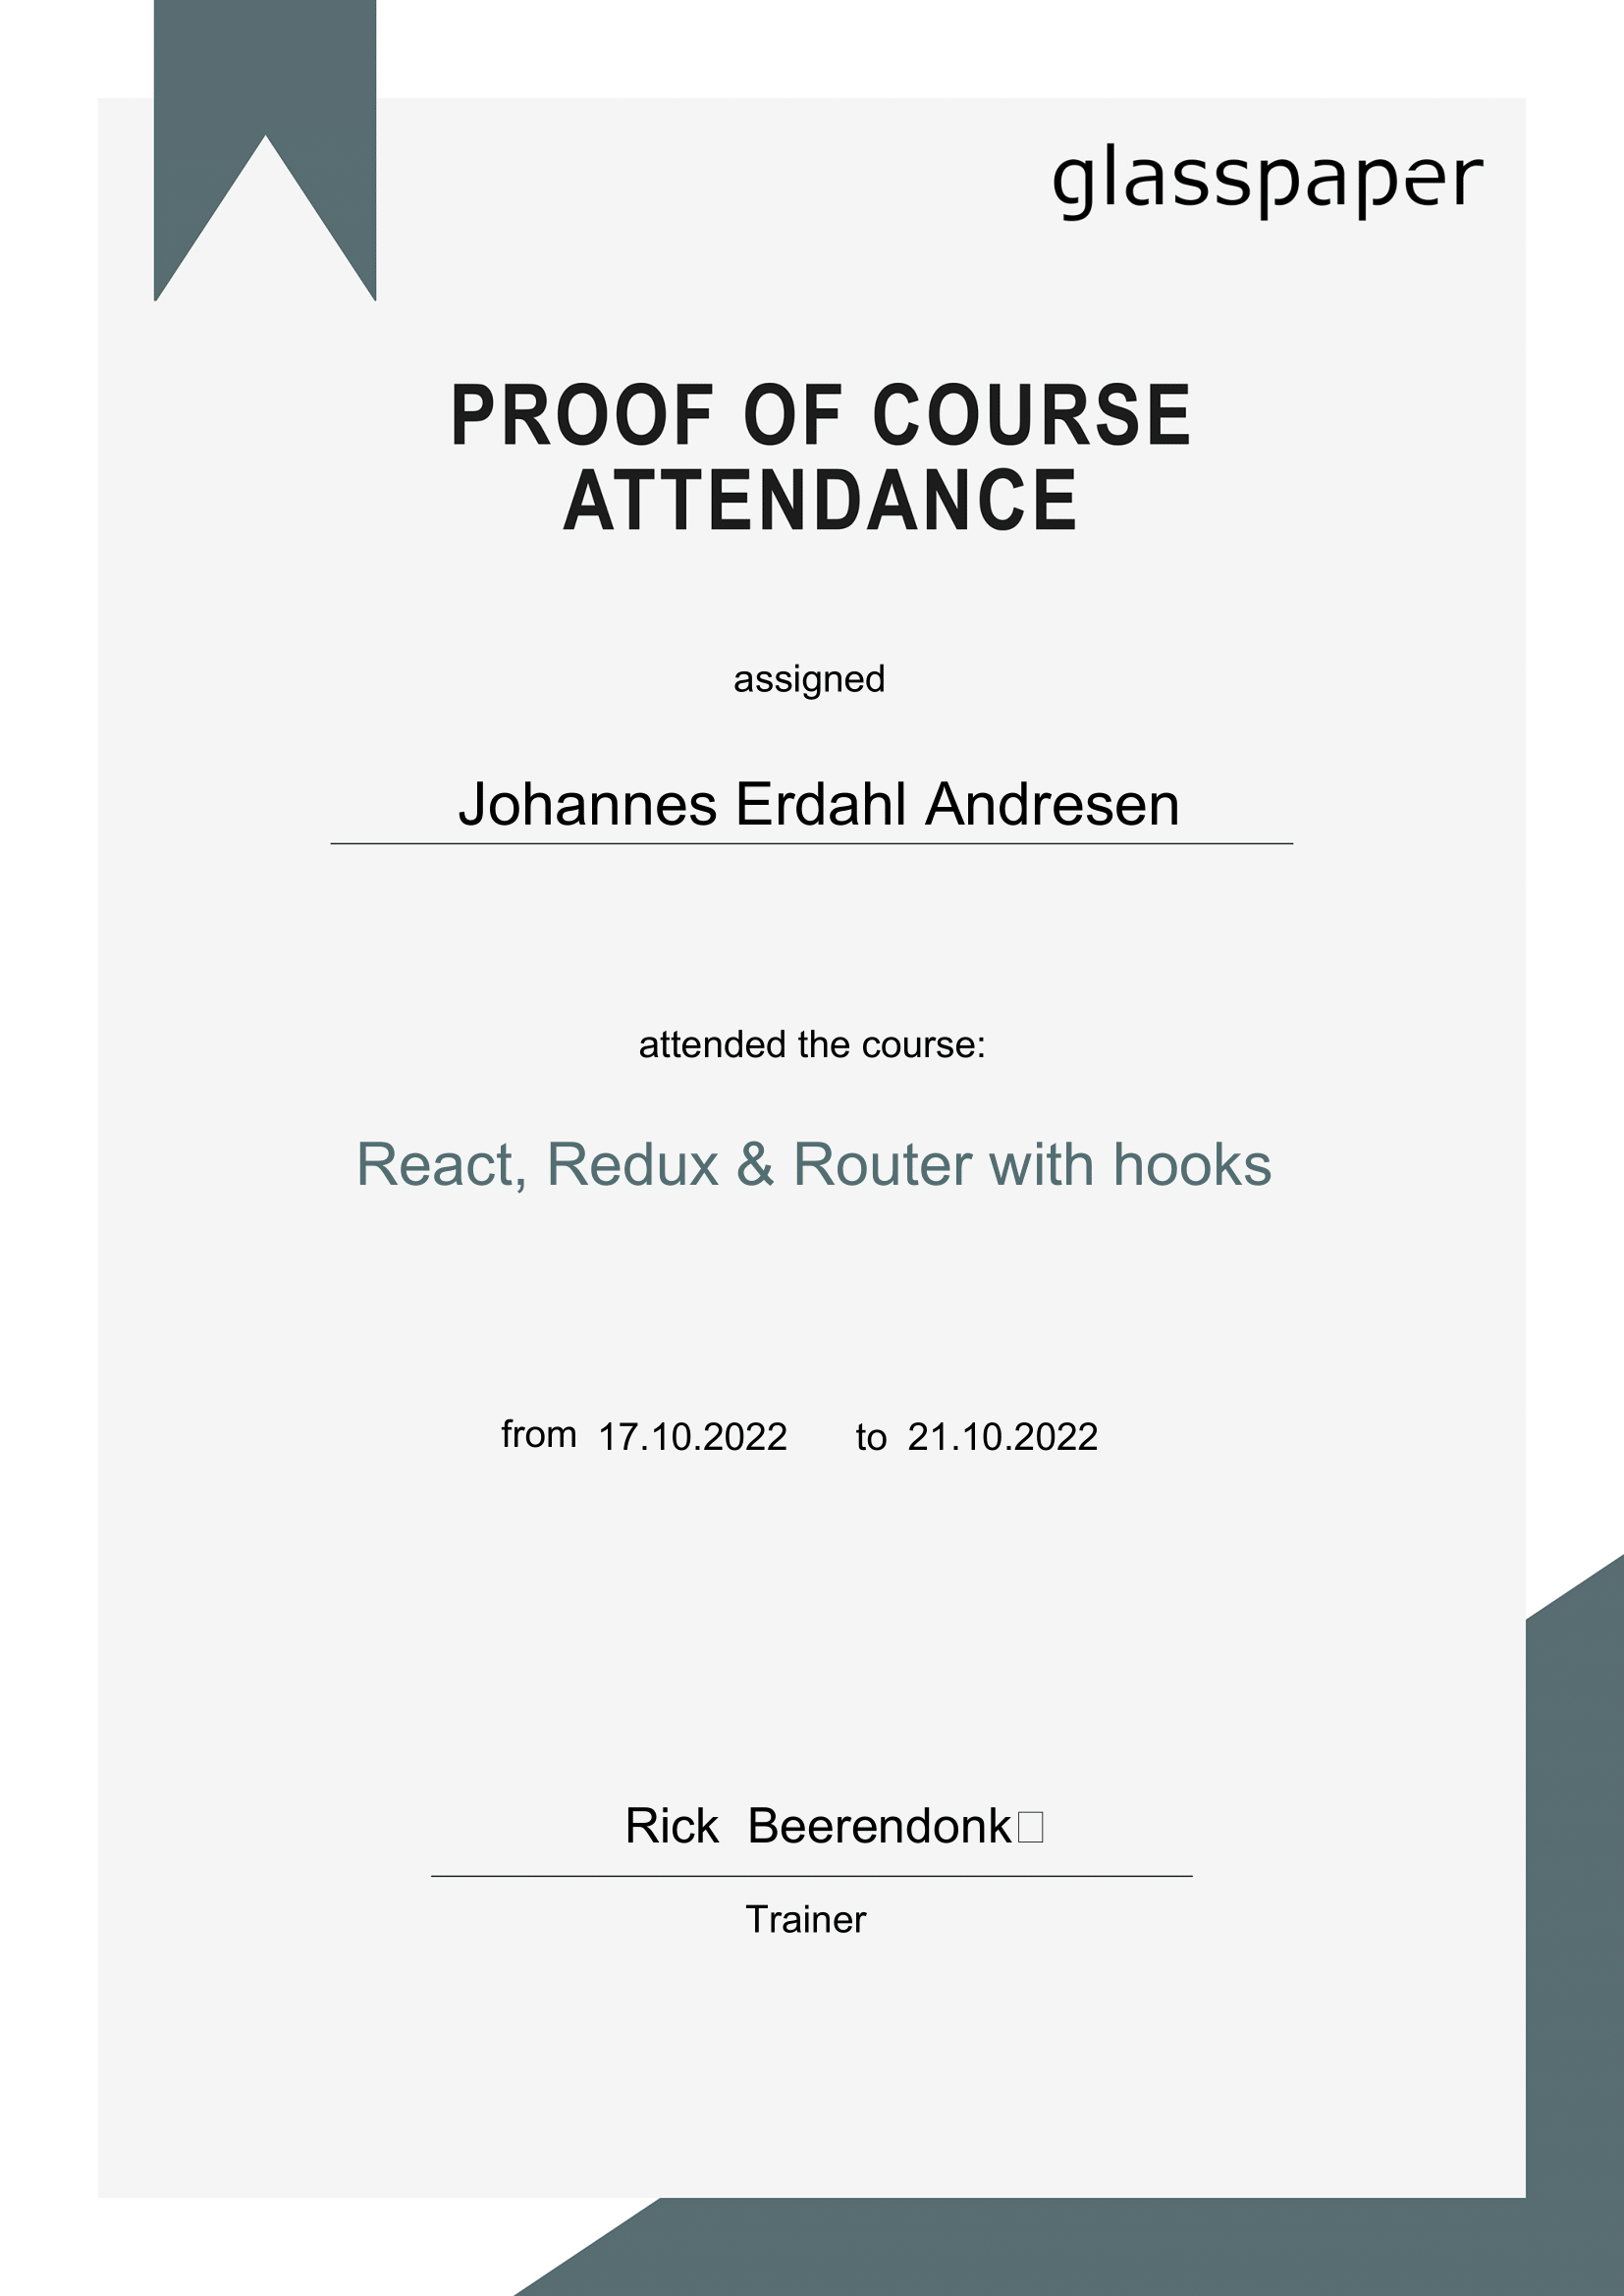 glasspaper
PROOF OF COURSE
ATTENDANCE
assigned
Johannes Erdahl Andresen
attended the course:
React, Redux & Router with hooks
from 17.10.2022 to 21.10.2022
Rick Beerendonk
Trainer